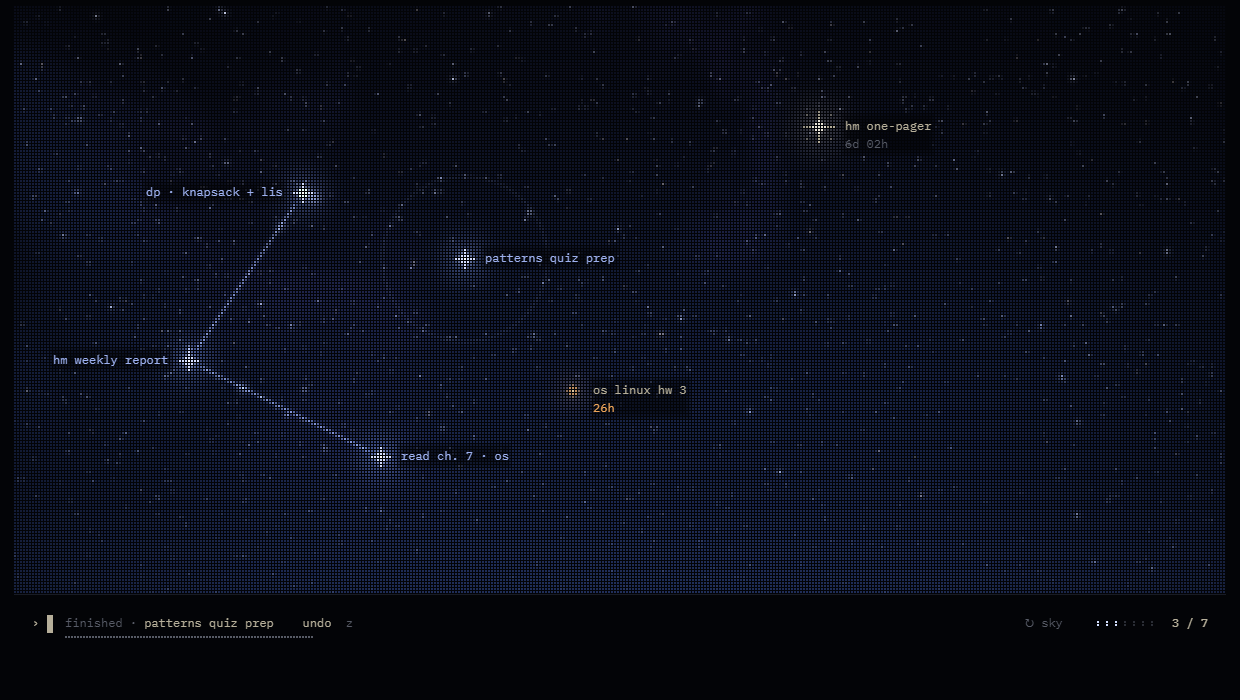 hm one-pager
6d 02h
dp · knapsack + lis
patterns quiz prep
hm weekly report
os linux hw 3
26h
read ch. 7 · os
› finished · patterns quiz prep undo z
↻ sky 3 / 7